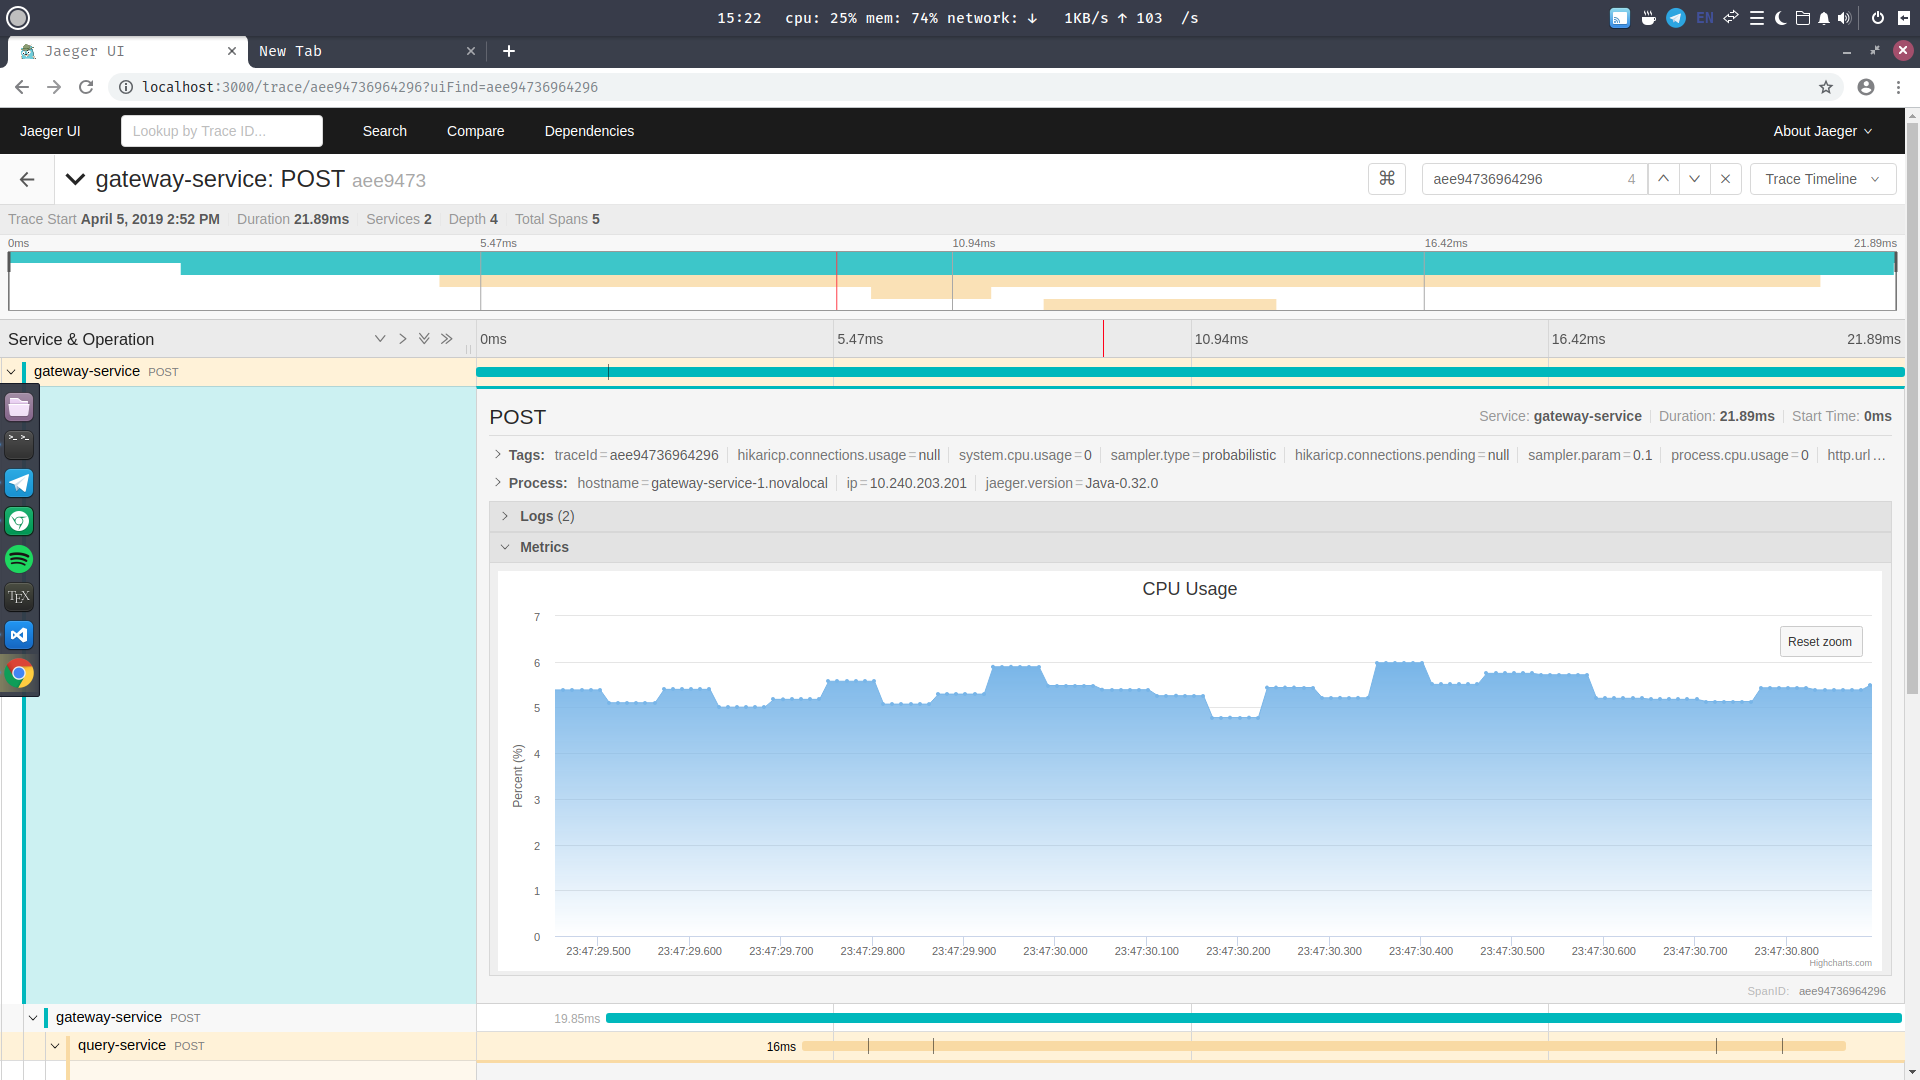 15:22 cpu: 25% mem: 74% network: ↓ 1KB/s ↑ 103 /s
EN
Jaeger UI
New Tab
localhost:3000/trace/aee94736964296?uiFind=aee94736964296
Jaeger UI Lookup by Trace ID... Search Compare Dependencies About Jaeger
gateway-service: POST aee9473
⌘ aee94736964296 4 Trace Timeline
Trace Start April 5, 2019 2:52 PM Duration 21.89ms Services 2 Depth 4 Total Spans 5
0ms 5.47ms 10.94ms 16.42ms 21.89ms
Service & Operation 0ms 5.47ms 10.94ms 16.42ms 21.89ms
gateway-service POST
POST Service: gateway-service Duration: 21.89ms Start Time: 0ms
Tags: traceId=aee94736964296 hikaricp.connections.usage=null system.cpu.usage=0 sampler.type=probabilistic hikaricp.connections.pending=null sampler.param=0.1 process.cpu.usage=0 http.url ...
Process: hostname=gateway-service-1.novalocal ip=10.240.203.201 jaeger.version=Java-0.32.0
Logs (2)
Metrics
CPU Usage
Reset zoom
Percent (%)
7
6
5
4
3
2
1
0
23:47:29.500 23:47:29.600 23:47:29.700 23:47:29.800 23:47:29.900 23:47:30.000 23:47:30.100 23:47:30.200 23:47:30.300 23:47:30.400 23:47:30.500 23:47:30.600 23:47:30.700 23:47:30.800
Highcharts.com
SpanID: aee94736964296
TEX
gateway-service POST 19.85ms
query-service POST 16ms